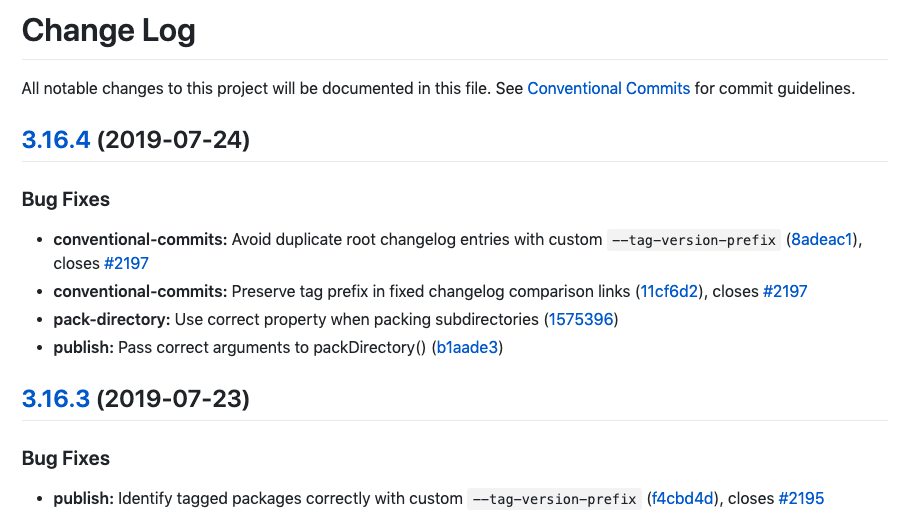 Change Log
All notable changes to this project will be documented in this file. See Conventional Commits for commit guidelines.
3.16.4 (2019-07-24)
Bug Fixes
• conventional-commits: Avoid duplicate root changelog entries with custom --tag-version-prefix (8adeac1),
closes #2197
• conventional-commits: Preserve tag prefix in fixed changelog comparison links (11cf6d2), closes #2197
• pack-directory: Use correct property when packing subdirectories (1575396)
• publish: Pass correct arguments to packDirectory() (b1aade3)
3.16.3 (2019-07-23)
Bug Fixes
• publish: Identify tagged packages correctly with custom --tag-version-prefix (f4cbd4d), closes #2195